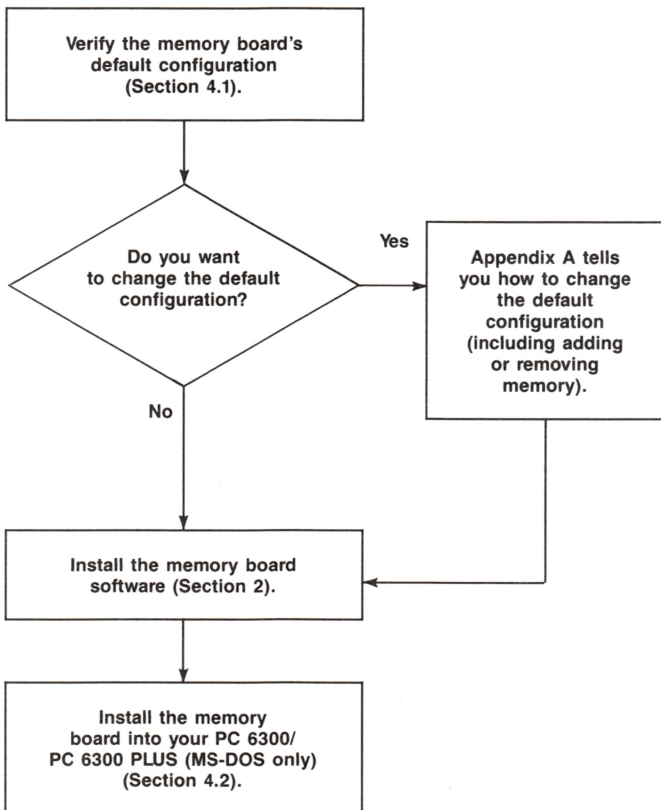 Verify the memory board's
default configuration
(Section 4.1).
Do you want
to change the default
configuration?
Yes
Appendix A tells
you how to change
the default
configuration
(including adding
or removing
memory).
No
Install the memory board
software (Section 2).
Install the memory
board into your PC 6300/
PC 6300 PLUS (MS-DOS only)
(Section 4.2).